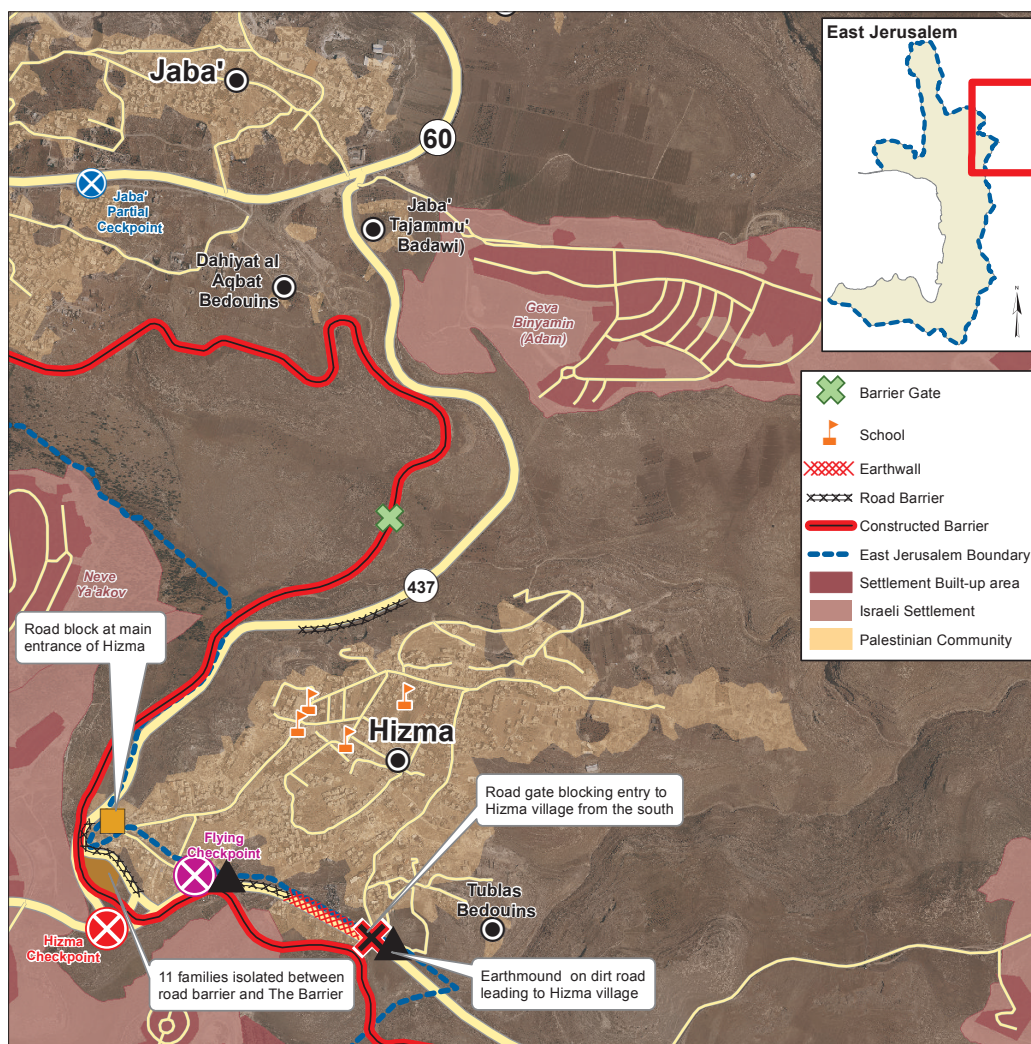 East Jerusalem
N
Jaba'
60
Jaba'
Partial
Ceckpoint
Jaba'
Tajammu'
Badawi)
Dahiyat al
Aqbat
Bedouins
Geva
Binyamin
(Adam)
Barrier Gate
School
Earthwall
Road Barrier
Constructed Barrier
East Jerusalem Boundary
Settlement Built-up area
Israeli Settlement
Palestinian Community
Neve
Ya'akov
437
Road block at main
entrance of Hizma
Hizma
Road gate blocking entry to
Hizma village from the south
Flying
Checkpoint
Tublas
Bedouins
Hizma
Checkpoint
11 families isolated between
road barrier and The Barrier
Earthmound on dirt road
leading to Hizma village